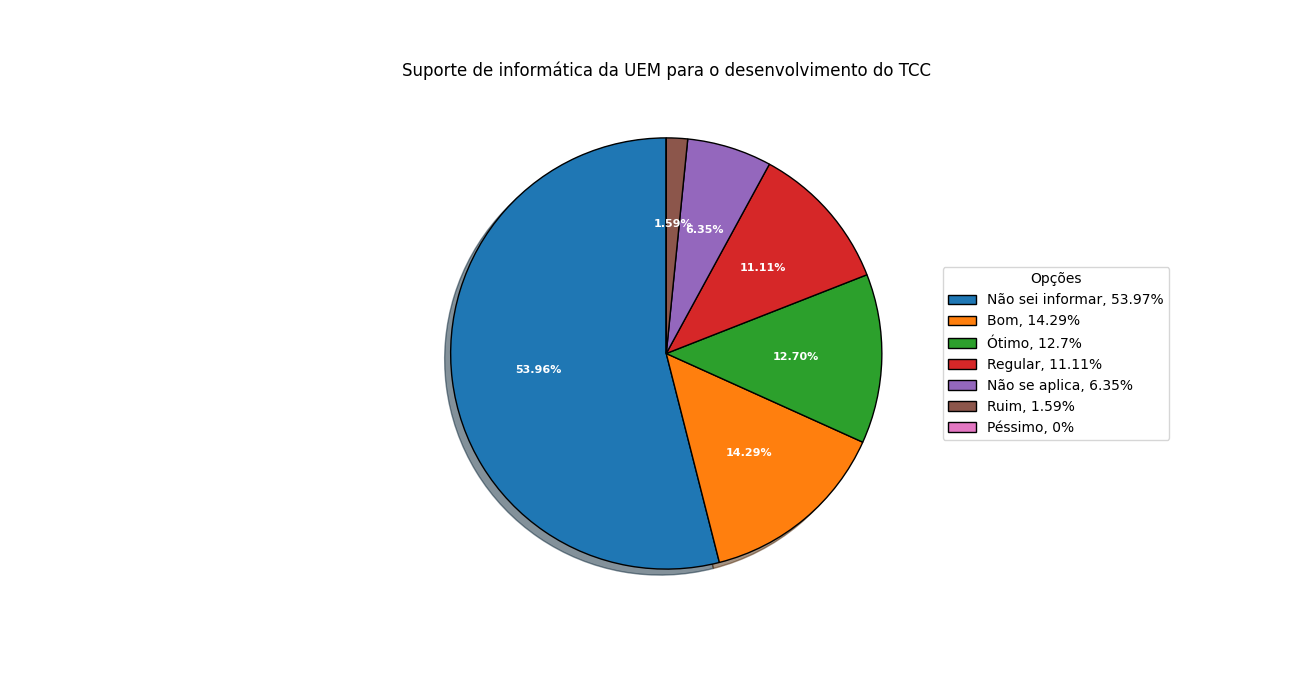 Suporte de informática da UEM para o desenvolvimento do TCC
1.59%
6.35%
11.11%
12.70%
53.96%
14.29%
Opções
Não sei informar, 53.97%
Bom, 14.29%
Ótimo, 12.7%
Regular, 11.11%
Não se aplica, 6.35%
Ruim, 1.59%
Péssimo, 0%